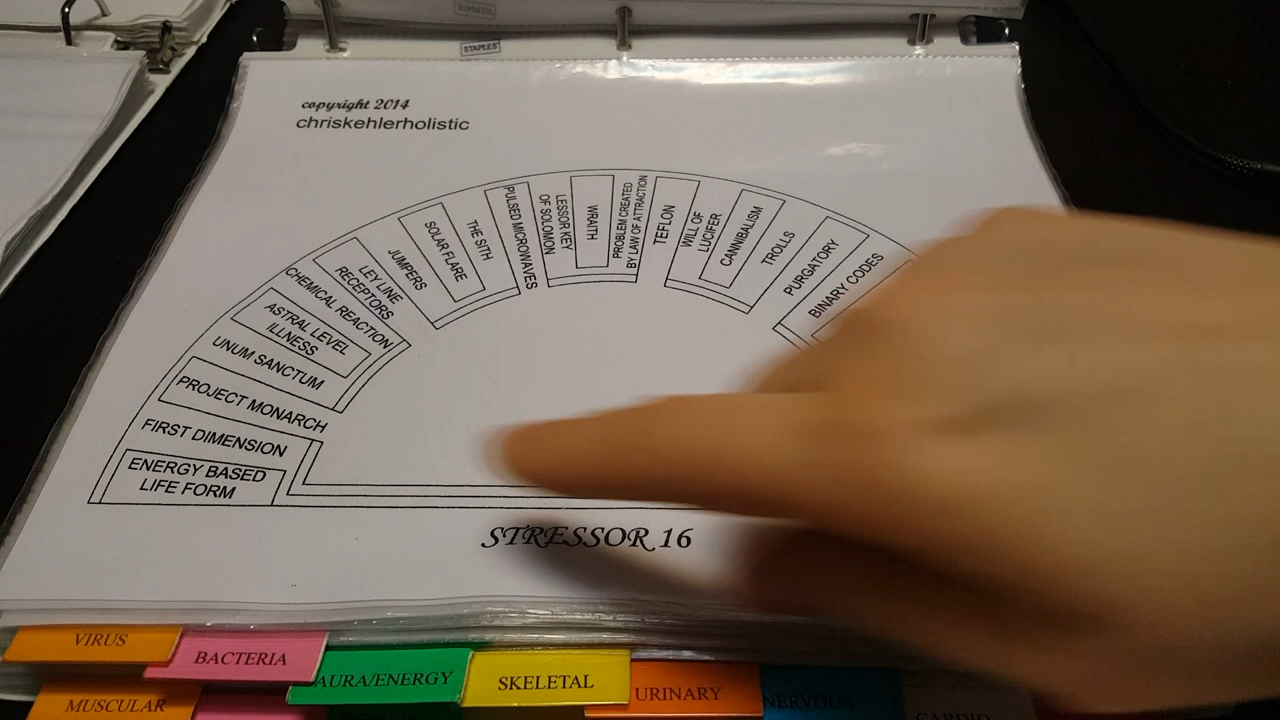 STAPLES
copyright 2014
chriskehlerholistic
ENERGY BASED
LIFE FORM
FIRST DIMENSION
PROJECT MONARCH
UNUM SANCTUM
ASTRAL LEVEL
ILLNESS
CHEMICAL REACTION
LEY LINE
RECEPTORS
JUMPERS
SOLAR FLARE
THE SITH
PULSED MICROWAVES
LESSOR KEY
OF SOLOMON
WRATH
PROBLEM CREATED
BY LAW OF ATTRACTION
TEFLON
WILL OF
LUCIFER
CANNIBALISM
TROLLS
PURGATORY
BINARY CODES
STRESSOR 16
VIRUS
BACTERIA
AURA/ENERGY
SKELETAL
URINARY
NERVOUS
MUSCULAR
CARDIO